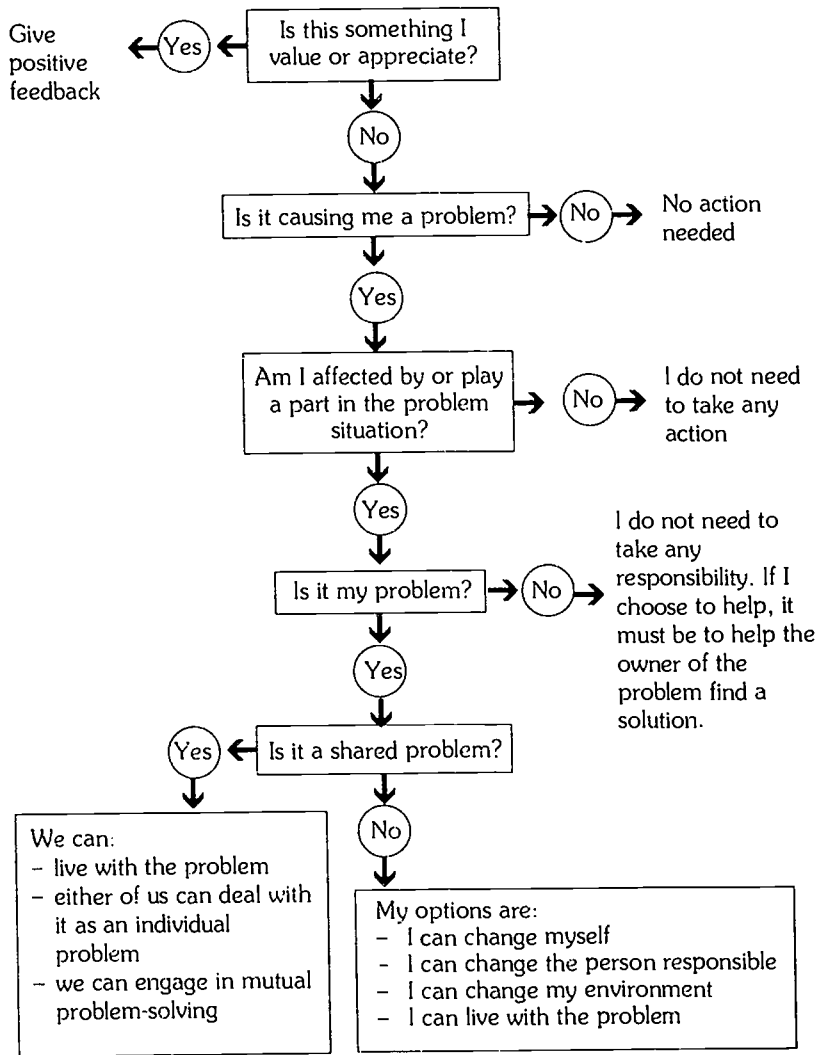 Give
positive
feedback
Yes
Is this something I
value or appreciate?
No
Is it causing me a problem?
No
No action
needed
Yes
Am I affected by or play
a part in the problem
situation?
No
I do not need
to take any
action
Yes
Is it my problem?
No
I do not need to
take any
responsibility. If I
choose to help, it
must be to help the
owner of the
problem find a
solution.
Yes
Is it a shared problem?
Yes
We can:
– live with the problem
– either of us can deal with
it as an individual
problem
– we can engage in mutual
problem-solving
No
My options are:
– I can change myself
- I can change the person responsible
– I can change my environment
– I can live with the problem